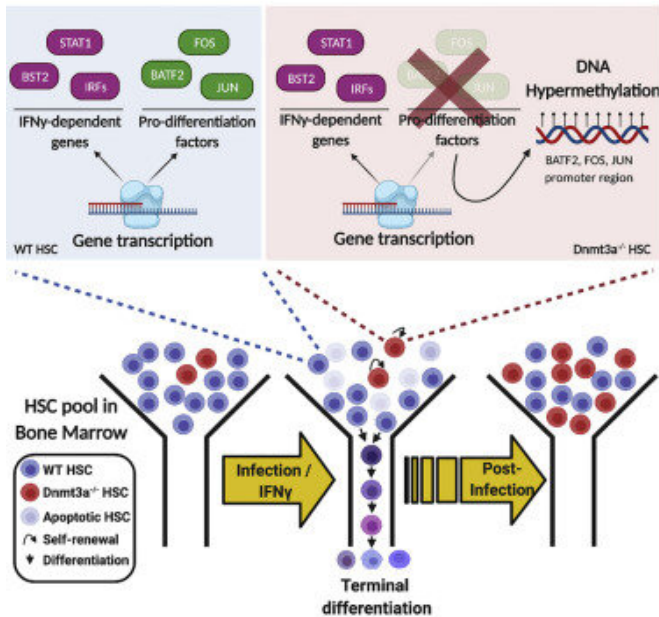 STAT1
BST2
IRFs
IFNγ-dependent
genes
FOS
BATF2
JUN
Pro-differentiation
factors
Gene transcription
WT HSC
STAT1
BST2
IRFs
IFNγ-dependent
genes
FOS
BATF2
JUN
Pro-differentiation
factors
Gene transcription
DNA
Hypermethylation
BATF2, FOS, JUN
promoter region
Dnmt3a⁻/⁻ HSC
HSC pool in
Bone Marrow
WT HSC
Dnmt3a⁻/⁻ HSC
Apoptotic HSC
Self-renewal
Differentiation
Infection /
IFNγ
Post-
Infection
Terminal
differentiation